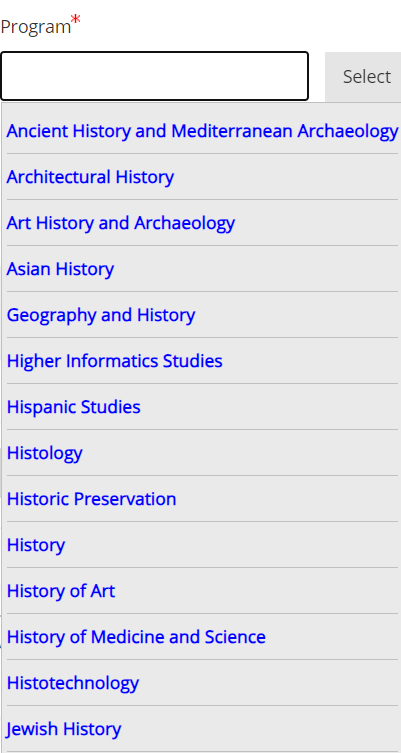 Program*
Select
Ancient History and Mediterranean Archaeology
Architectural History
Art History and Archaeology
Asian History
Geography and History
Higher Informatics Studies
Hispanic Studies
Histology
Historic Preservation
History
History of Art
History of Medicine and Science
Histotechnology
Jewish History